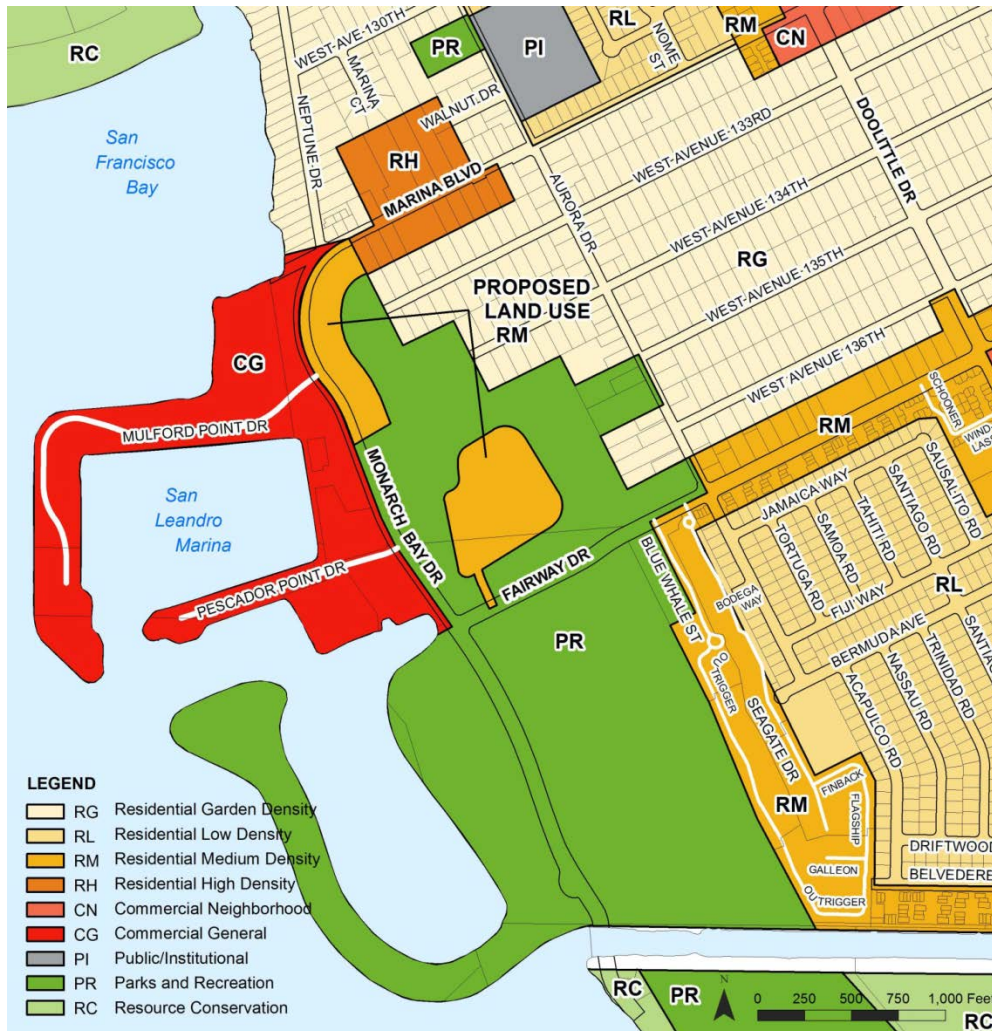 RC
WEST-AVE-130TH
PR
PI
RL
NOME
ST
RM
CN
San
Francisco
Bay
NEPTUNE DR
MARINA
CT
WALNUT-DR
RH
MARINA BLVD
WEST-AVENUE-133RD
DOOLITTLE DR
AURORA DR
WEST-AVENUE-134TH
RG
WEST-AVENUE-135TH
PROPOSED
LAND USE
RM
CG
WEST AVENUE 136TH
MULFORD POINT DR
RM
SCHOONER
WIND-
LASS
San
Leandro
Marina
MONARCH BAY DR
JAMAICA WAY
SAUSALITO RD
SANTIAGO RD
TAHITI RD
SAMOA RD
TORTUGA RD
PESCADOR POINT DR
FAIRWAY DR
BLUE WHALE ST
BODEGA
WAY
FIJI WAY
RL
BERMUDA AVE
PR
OUTRIGGER
SEAGATE DR
ACAPULCO RD
NASSAU RD
TRINIDAD RD
SANTIA
LEGEND
RG Residential Garden Density
RL Residential Low Density
RM Residential Medium Density
RH Residential High Density
CN Commercial Neighborhood
CG Commercial General
PI Public/Institutional
PR Parks and Recreation
RC Resource Conservation
RM
FINBACK
FLAGSHIP
GALLEON
OUTRIGGER
DRIFTWOOD
BELVEDERE
RC
PR
N
0 250 500 750 1,000 Feet
RC